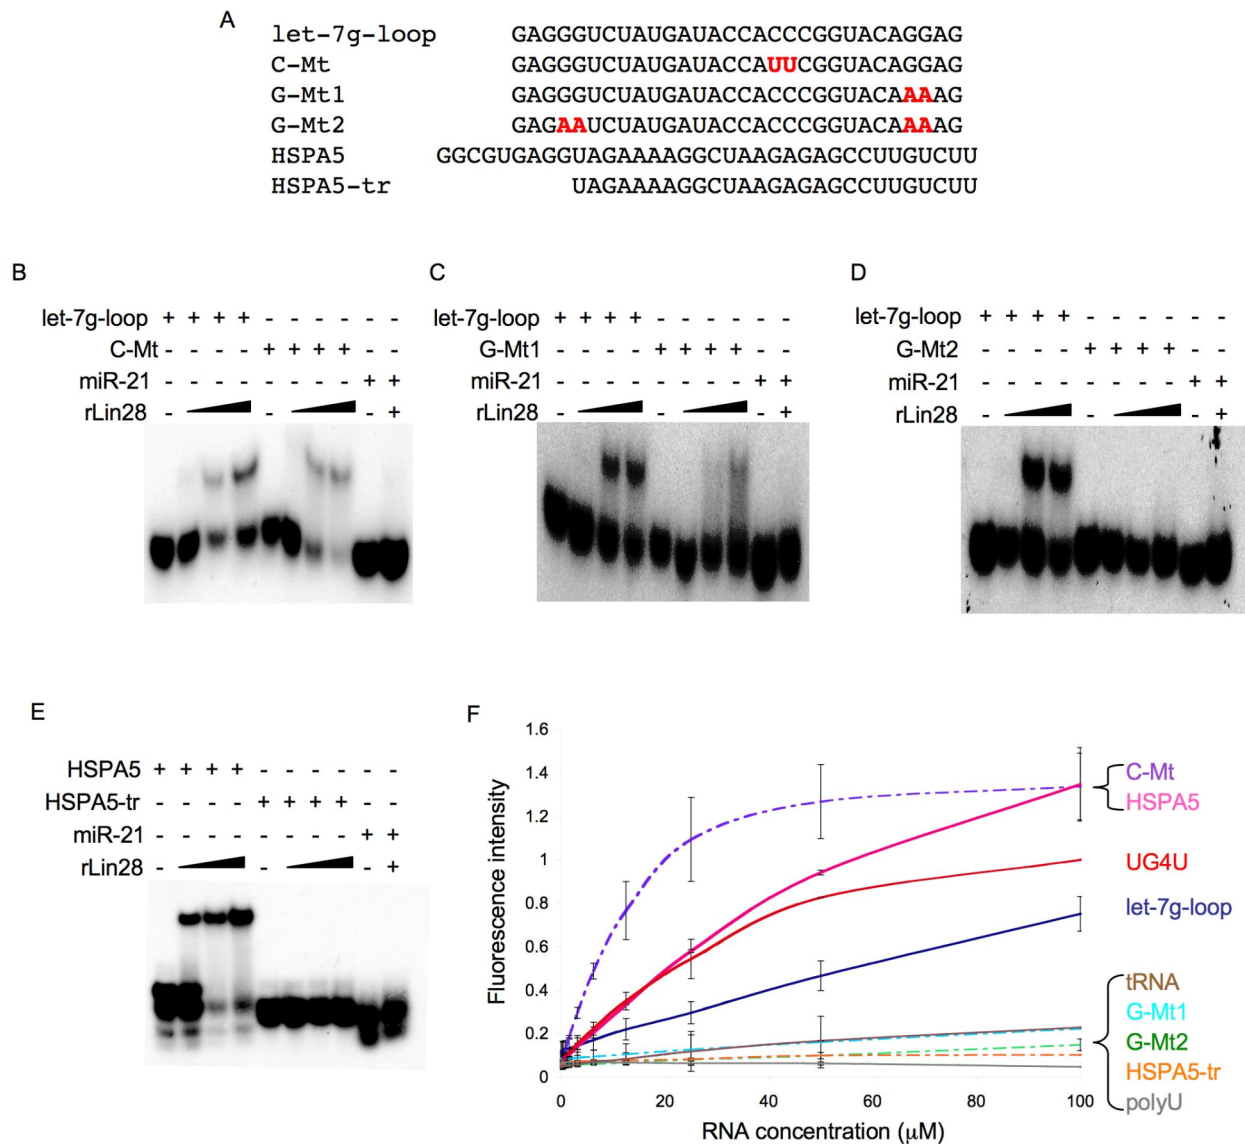 A
let-7g-loop GAGGGUCUAUGAUACCACCCGGUACAGGAG
C-Mt GAGGGUCUAUGAUACCAUUCGGUACAGGAG
G-Mt1 GAGGGUCUAUGAUACCACCCGGUACAAAAG
G-Mt2 GAGAAUCUAUGAUACCACCCGGUACAAAAG
HSPA5 GGCGUGAGGUAGAAAAGGCUAAGAGAGCCUUGUCUU
HSPA5-tr UAGAAAAGGCUAAGAGAGCCUUGUCUU
B
let-7g-loop + + + + - - - - - -
C-Mt - - - - + + + + - -
miR-21 - - - - - - - - + +
rLin28 - - - +
C
let-7g-loop + + + + - - - - - -
G-Mt1 - - - - + + + + - -
miR-21 - - - - - - - - + +
rLin28 - - - +
D
let-7g-loop + + + + - - - - - -
G-Mt2 - - - - + + + + - -
miR-21 - - - - - - - - + +
rLin28 - - - +
E
HSPA5 + + + + - - - - - -
HSPA5-tr - - - - + + + + - -
miR-21 - - - - - - - - + +
rLin28 - - - +
F
Fluorescence intensity
1.6
1.4
1.2
1
0.8
0.6
0.4
0.2
0
0 20 40 60 80 100
RNA concentration (μM)
C-Mt
HSPA5
UG4U
let-7g-loop
tRNA
G-Mt1
G-Mt2
HSPA5-tr
polyU